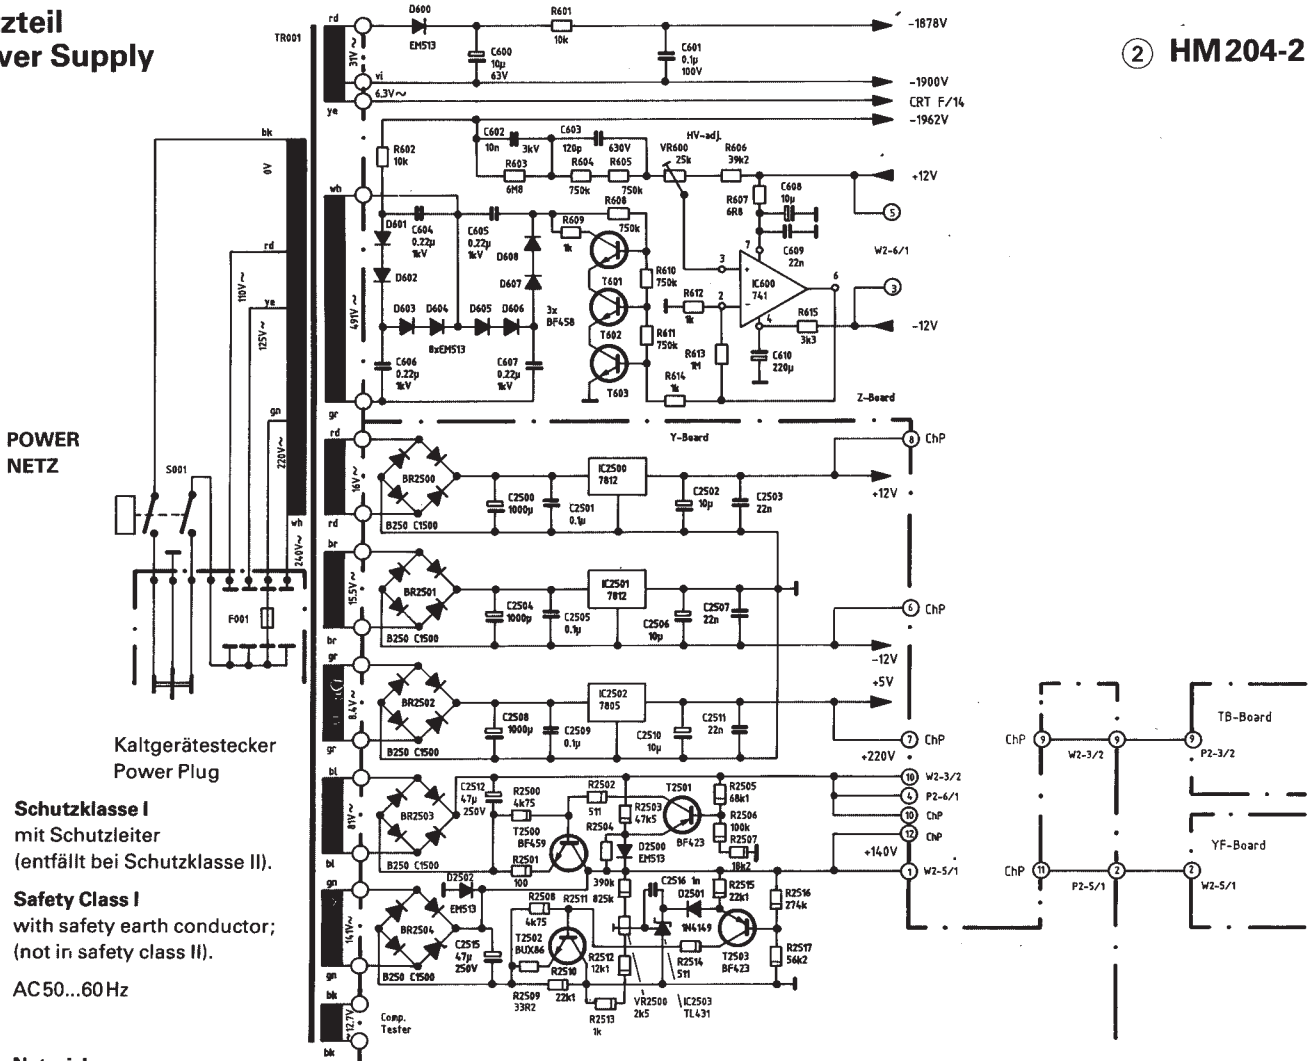 zteil
ver Supply
② HM204-2
TR001
rd
31V~
vi
6,3V~
ye
D600
EM513
C600
10µ
63V
R601
10k
C601
0.1µ
100V
-1878V
-1900V
CRT F/14
-1962V
bk
0V
rd
110V~
ye
125V~
gn
220V~
wh
240V~
wh
491V~
gr
R602
10k
C602
10n
3kV
C603
120p
630V
R603
6M8
R604
750k
R605
750k
HV-adj.
VR600
25k
R606
39k2
+12V
R607
6R8
C608
10µ
5
C609
22n
W2-6/1
D601
C604
0.22µ
1kV
C605
0.22µ
1kV
D608
R609
1k
R608
750k
D602
D607
T601
R610
750k
3
2
7
4
6
IC600
741
3
D603
D604
D605
D606
8xEM513
3x
BF458
T602
R611
750k
R612
1k
R613
1M
R615
3k3
-12V
C606
0.22µ
1kV
C607
0.22µ
1kV
T603
R614
1k
C610
220µ
Z-Board
Y-Board
POWER
NETZ
S001
F001
rd
16V~
rd
BR2500
B250 C1500
C2500
1000µ
C2501
0.1µ
IC2500
7812
C2502
10µ
C2503
22n
8 ChP
+12V
br
15.5V~
br
BR2501
B250 C1500
C2504
1000µ
C2505
0.1µ
IC2501
7812
C2506
10µ
C2507
22n
6 ChP
-12V
gr
8.4V~
gr
BR2502
B250 C1500
C2508
1000µ
C2509
0.1µ
IC2502
7805
C2510
10µ
C2511
22n
+5V
7 ChP
+220V
10 W2-3/2
4 P2-6/1
10 ChP
12 ChP
+140V
1 W2-5/1
bl
81V~
bl
BR2503
B250 C1500
C2512
47µ
250V
R2500
4k75
T2500
BF459
R2501
100
R2502
511
R2503
47k5
R2504
390k
D2500
EM513
T2501
BF423
R2505
68k1
R2506
100k
R2507
18k2
gn
141V~
gn
BR2504
B250 C1500
D2502
EM513
C2515
47µ
250V
R2508
4k75
T2502
BUX86
R2509
33R2
R2510
22k1
R2511
825k
R2512
12k1
R2513
1k
C2516 1n
D2501
1N4149
R2514
511
R2515
22k1
T2503
BF423
R2516
274k
R2517
56k2
VR2500
2k5
IC2503
TL431
bk
12.7V~
bk
Comp.
Tester
ChP 9
W2-3/2
9
9
P2-3/2
TB-Board
ChP 11
P2-5/1
2
2
W2-5/1
YF-Board
Kaltgerätestecker
Power Plug
Schutzklasse I
mit Schutzleiter
(entfällt bei Schutzklasse II).
Safety Class I
with safety earth conductor;
(not in safety class II).
AC 50...60 Hz